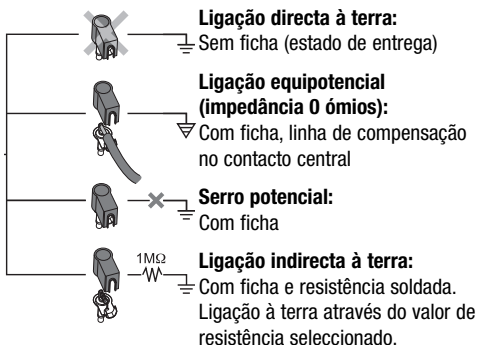 Ligação directa à terra:
Sem ficha (estado de entrega)
Ligação equipotencial
(impedância 0 ómios):
Com ficha, linha de compensação
no contacto central
Serro potencial:
Com ficha
1MΩ
Ligação indirecta à terra:
Com ficha e resistência soldada.
Ligação à terra através do valor de
resistência seleccionado.